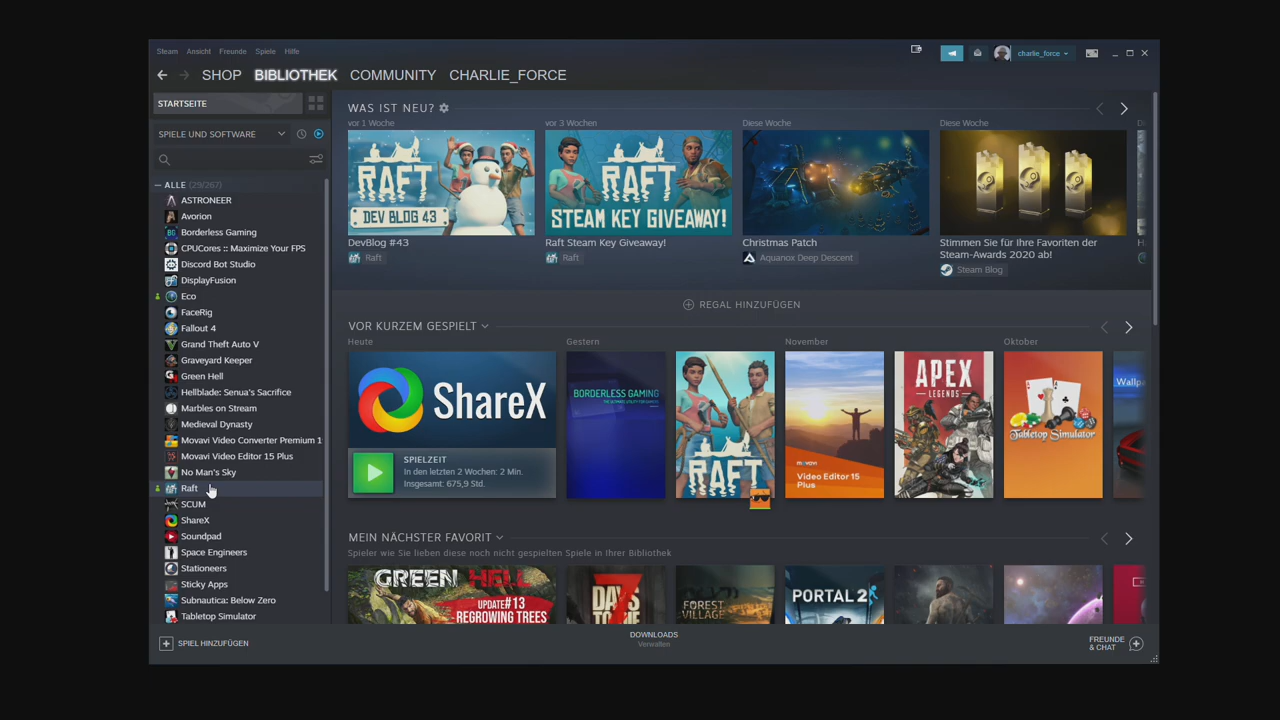 Steam Ansicht Freunde Spiele Hilfe
charlie_force
SHOP BIBLIOTHEK COMMUNITY CHARLIE_FORCE
STARTSEITE
SPIELE UND SOFTWARE
ALLE (29/267)
ASTRONEER
Avorion
Borderless Gaming
CPUCores :: Maximize Your FPS
Discord Bot Studio
DisplayFusion
Eco
FaceRig
Fallout 4
Grand Theft Auto V
Graveyard Keeper
Green Hell
Hellblade: Senua's Sacrifice
Marbles on Stream
Medieval Dynasty
Movavi Video Converter Premium 1
Movavi Video Editor 15 Plus
No Man's Sky
Raft
SCUM
ShareX
Soundpad
Space Engineers
Stationeers
Sticky Apps
Subnautica: Below Zero
Tabletop Simulator
SPIEL HINZUFÜGEN
WAS IST NEU?
vor 1 Woche
vor 3 Wochen
Diese Woche
Diese Woche
RAFT
DEV BLOG 43
RAFT
STEAM KEY GIVEAWAY!
DevBlog #43
Raft
Raft Steam Key Giveaway!
Raft
Christmas Patch
Aquanox Deep Descent
Stimmen Sie für Ihre Favoriten der
Steam-Awards 2020 ab!
Steam Blog
REGAL HINZUFÜGEN
VOR KURZEM GESPIELT
Heute
Gestern
November
Oktober
ShareX
SPIELZEIT
In den letzten 2 Wochen: 2 Min.
Insgesamt: 675,9 Std.
BORDERLESS GAMING
RAFT
movavi
Video Editor 15
Plus
APEX
LEGENDS
Tabletop Simulator
Wallpa
MEIN NÄCHSTER FAVORIT
Spieler wie Sie lieben diese noch nicht gespielten Spiele in Ihrer Bibliothek
GREEN HELL
UPDATE#13
REGROWING TREES
7
DAYS
TO DIE
FOREST
VILLAGE
PORTAL 2
DOWNLOADS
Verwalten
FREUNDE
& CHAT